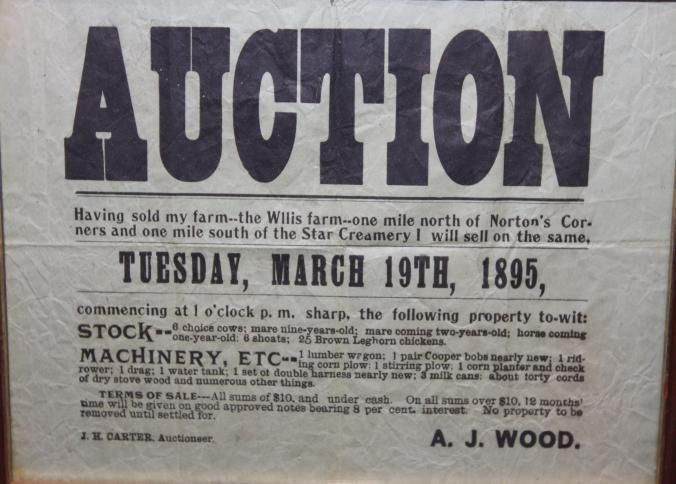 AUCTION
Having sold my farm--the Wllis farm--one mile north of Norton's Cor-
ners and one mile south of the Star Creamery I will sell on the same,
TUESDAY, MARCH 19TH, 1895,
commencing at 1 o'clock p. m. sharp, the following property to-wit:
STOCK--6 choice cows; mare nine-years-old; mare coming two-years-old; horse coming
one-year-old; 6 shoats; 25 Brown Leghorn chickens.
MACHINERY, ETC--1 lumber wrgon; 1 pair Cooper bobs nearly new; 1 rid-
ing corn plow; 1 stirring plow; 1 corn planter and check
rower; 1 drag; 1 water tank; 1 set of double harness nearly new; 3 milk cans; about forty cords
of dry stove wood and numerous other things.
TERMS OF SALE---All sums of $10. and under cash. On all sums over $10, 12 months'
time will be given on good approved notes bearing 8 per cent. interest. No property to be
removed until settled for.
J. H. CARTER, Auctioneer.
A. J. WOOD.